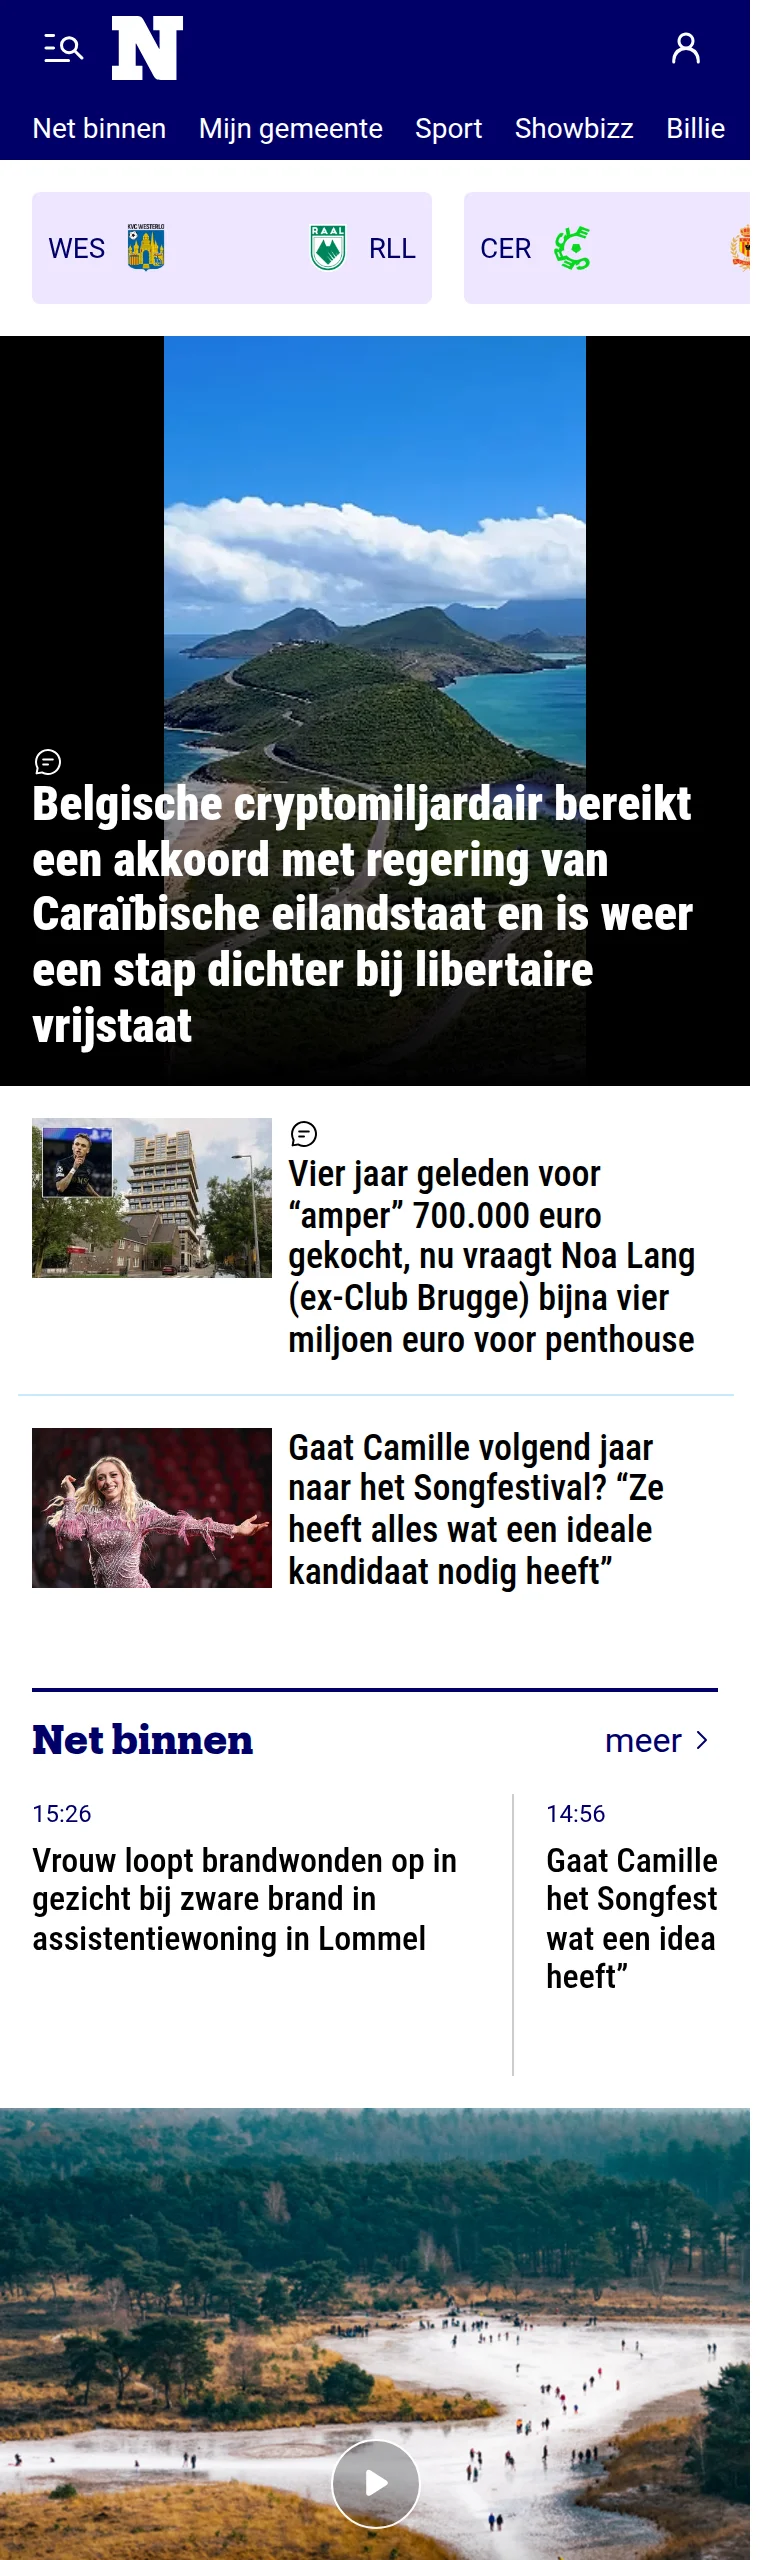 N
Net binnen Mijn gemeente Sport Showbizz Billie
WES KVC WESTERLO RAAL RLL CER
Belgische cryptomiljardair bereikt
een akkoord met regering van
Caraïbische eilandstaat en is weer
een stap dichter bij libertaire
vrijstaat
Vier jaar geleden voor
“amper” 700.000 euro
gekocht, nu vraagt Noa Lang
(ex-Club Brugge) bijna vier
miljoen euro voor penthouse
Gaat Camille volgend jaar
naar het Songfestival? “Ze
heeft alles wat een ideale
kandidaat nodig heeft”
Net binnen meer
15:26
Vrouw loopt brandwonden op in
gezicht bij zware brand in
assistentiewoning in Lommel
14:56
Gaat Camille
het Songfest
wat een idea
heeft”